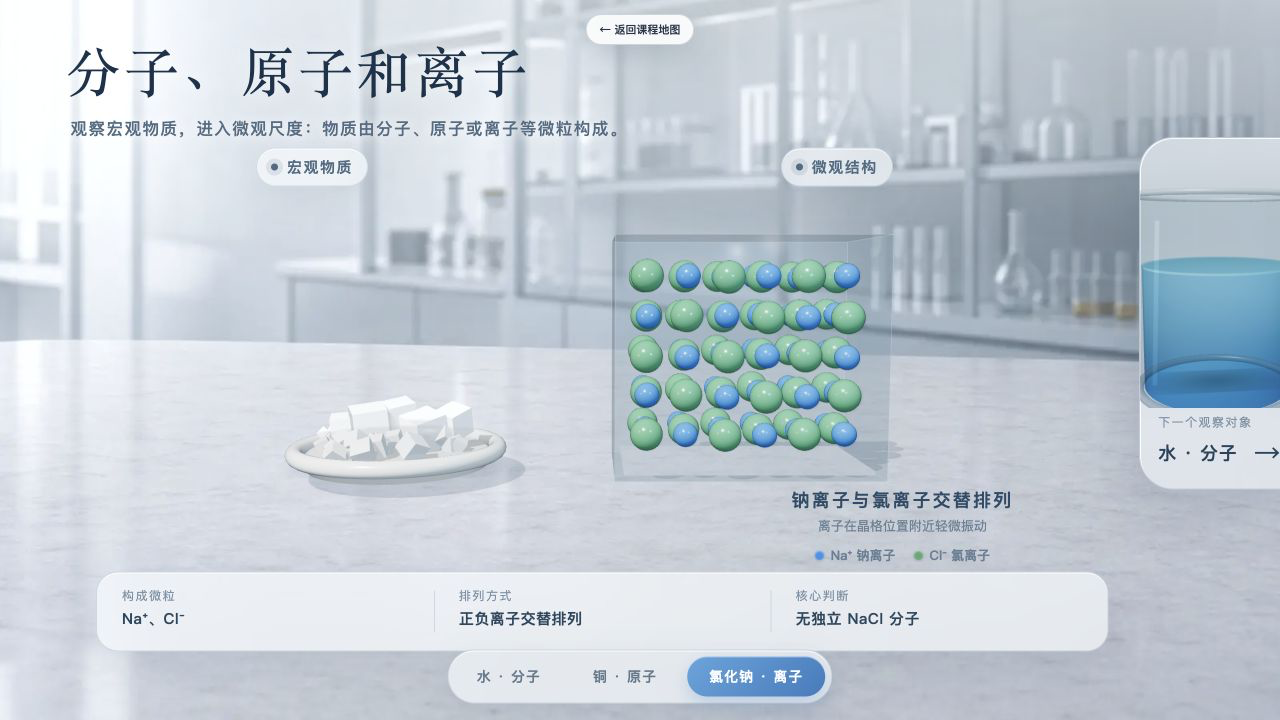 ← 返回课程地图
分子、原子和离子
观察宏观物质，进入微观尺度：物质由分子、原子或离子等微粒构成。
宏观物质
微观结构
下一个观察对象
水 · 分子 →
钠离子与氯离子交替排列
离子在晶格位置附近轻微振动
Na⁺ 钠离子 Cl⁻ 氯离子
构成微粒
Na⁺、Cl⁻
排列方式
正负离子交替排列
核心判断
无独立 NaCl 分子
水 · 分子
铜 · 原子
氯化钠 · 离子